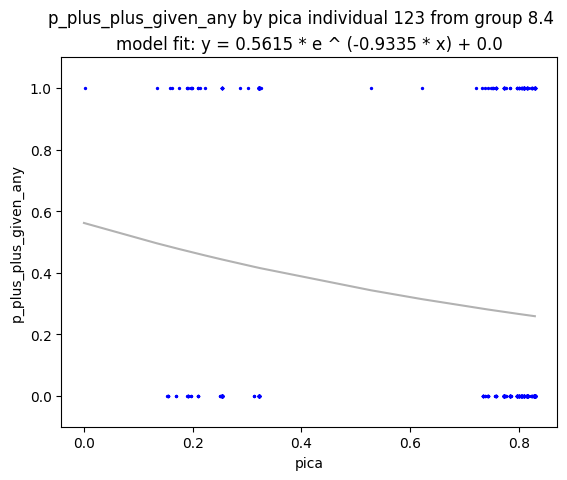 p_plus_plus_given_any by pica individual 123 from group 8.4
model fit: y = 0.5615 * e ^ (-0.9335 * x) + 0.0
1.0
0.8
0.6
0.4
0.2
0.0
p_plus_plus_given_any
0.0 0.2 0.4 0.6 0.8
pica